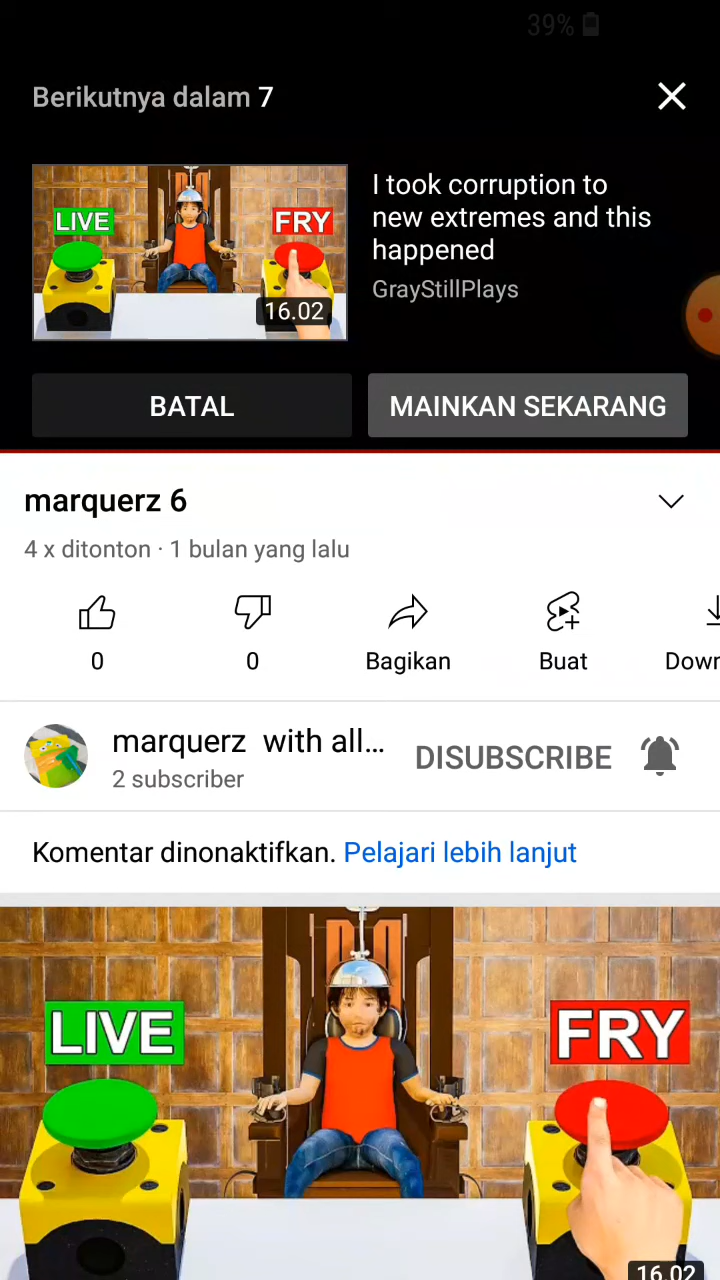 39%
Berikutnya dalam 7
LIVE
FRY
16.02
I took corruption to
new extremes and this
happened
GrayStillPlays
BATAL
MAINKAN SEKARANG
marquerz 6
4 x ditonton · 1 bulan yang lalu
0
0
Bagikan
Buat
Down
marquerz with all...
2 subscriber
DISUBSCRIBE
Komentar dinonaktifkan. Pelajari lebih lanjut
LIVE
FRY
16.02